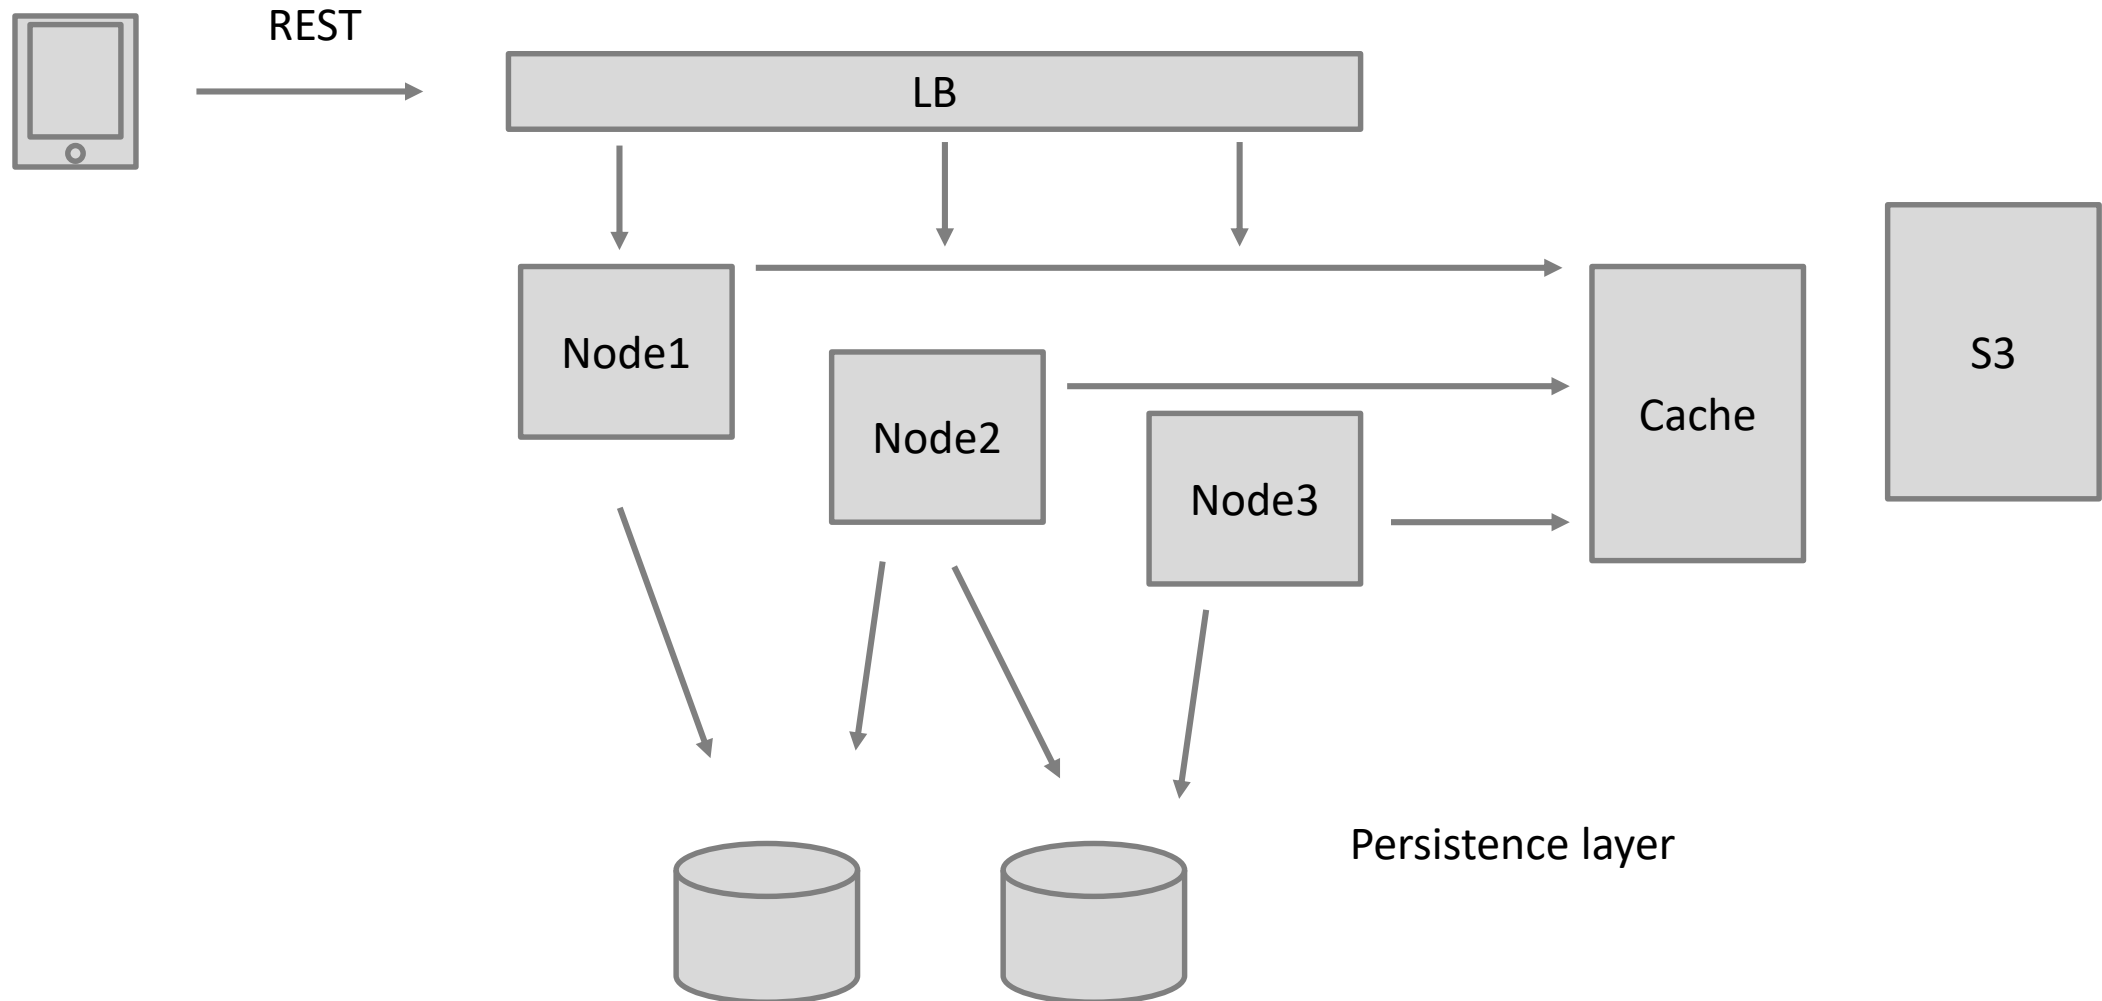 REST
LB
Node1
Node2
Node3
Cache
S3
Persistence layer